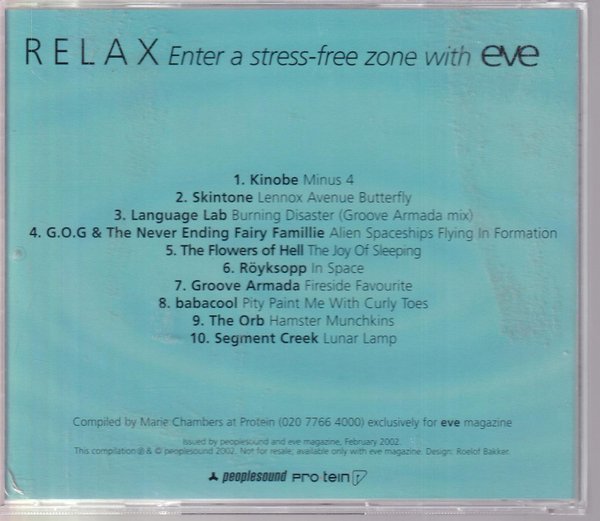 RELAX Enter a stress-free zone with eve
1. Kinobe Minus 4
2. Skintone Lennox Avenue Butterfly
3. Language Lab Burning Disaster (Groove Armada mix)
4. G.O.G & The Never Ending Fairy Famillie Alien Spaceships Flying In Formation
5. The Flowers of Hell The Joy Of Sleeping
6. Röyksopp In Space
7. Groove Armada Fireside Favourite
8. babacool Pity Paint Me With Curly Toes
9. The Orb Hamster Munchkins
10. Segment Creek Lunar Lamp
Compiled by Marie Chambers at Protein (020 7766 4000) exclusively for eve magazine
Issued by peoplesound and eve magazine, February 2002.
This compilation ℗ & © peoplesound 2002. Not for resale; available only with eve magazine. Design: Roelof Bakker.
peoplesound Pro tein